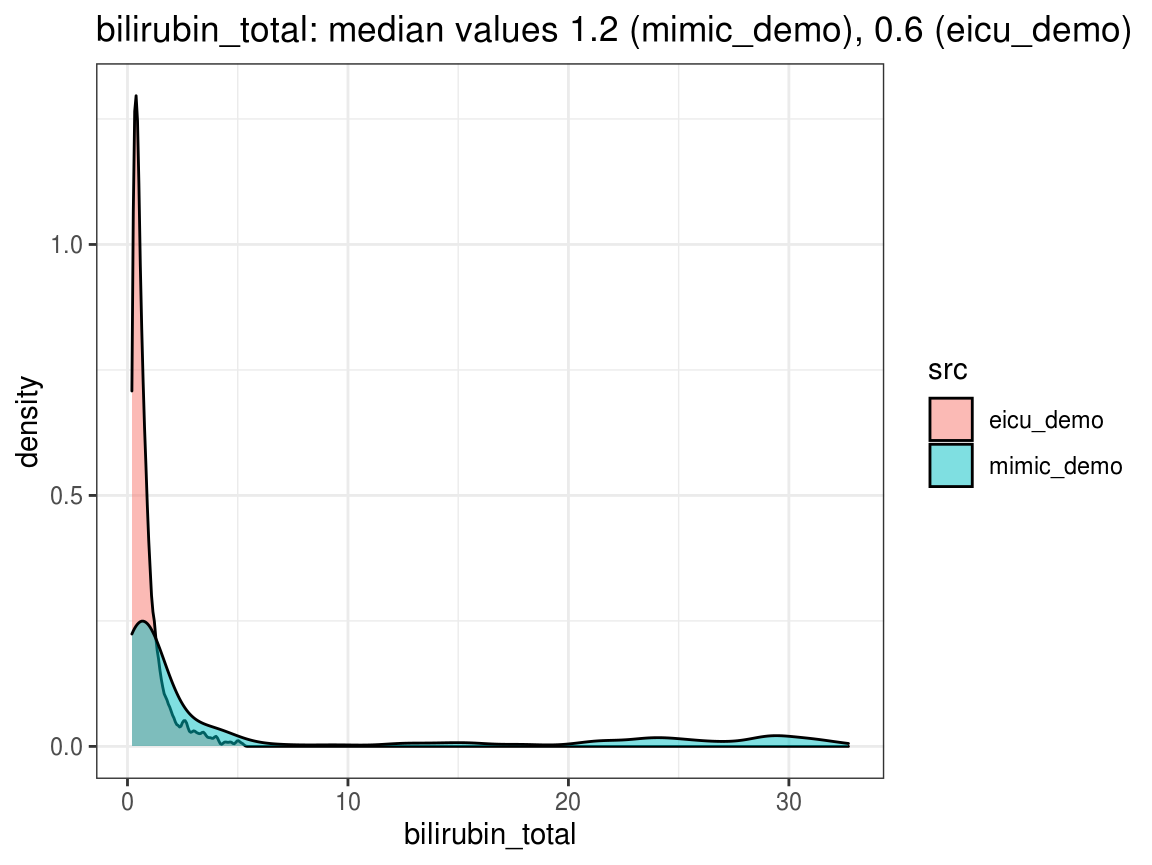 bilirubin_total: median values 1.2 (mimic_demo), 0.6 (eicu_demo)
1.0
0.5
0.0
density
0 10 20 30
bilirubin_total
src
eicu_demo
mimic_demo